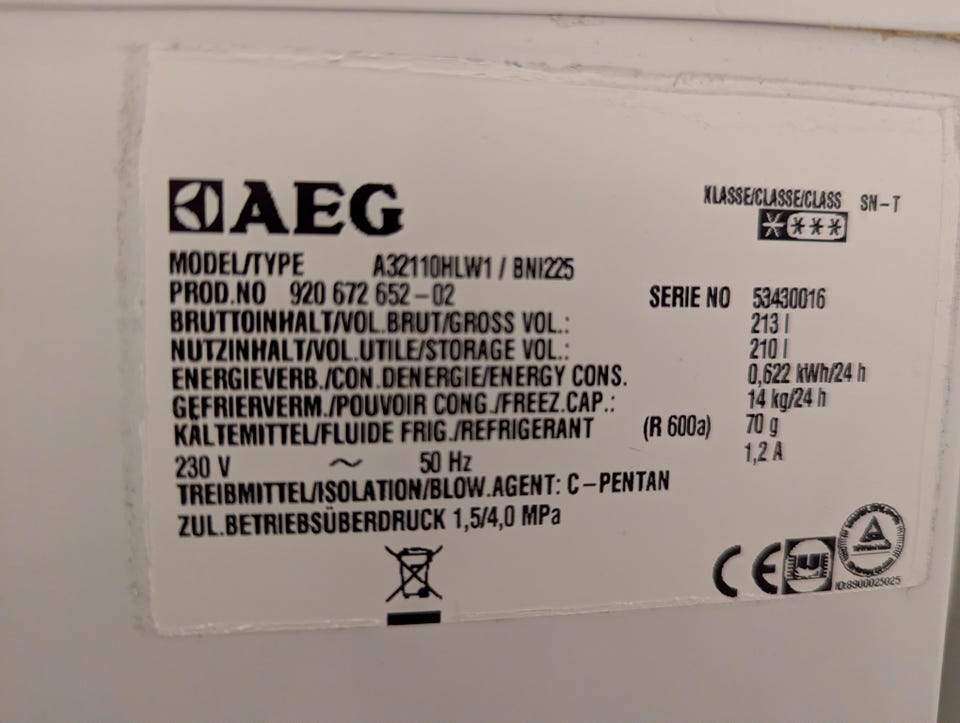 AEG
KLASSE/CLASSE/CLASS SN-T
MODEL/TYPE A32110HLW1 / BNI225
PROD.NO 920 672 652-02 SERIE NO 53430016
BRUTTOINHALT/VOL.BRUT/GROSS VOL.: 213 l
NUTZINHALT/VOL.UTILE/STORAGE VOL.: 210 l
ENERGIEVERB./CON.DENERGIE/ENERGY CONS. 0,622 kWh/24 h
GEFRIERVERM./POUVOIR CONG./FREEZ.CAP.: 14 kg/24 h
KÄLTEMITTEL/FLUIDE FRIG./REFRIGERANT (R 600a) 70 g
230 V ~ 50 Hz 1,2 A
TREIBMITTEL/ISOLATION/BLOW.AGENT: C-PENTAN
ZUL.BETRIEBSÜBERDRUCK 1,5/4,0 MPa
CE
ID:8900025025